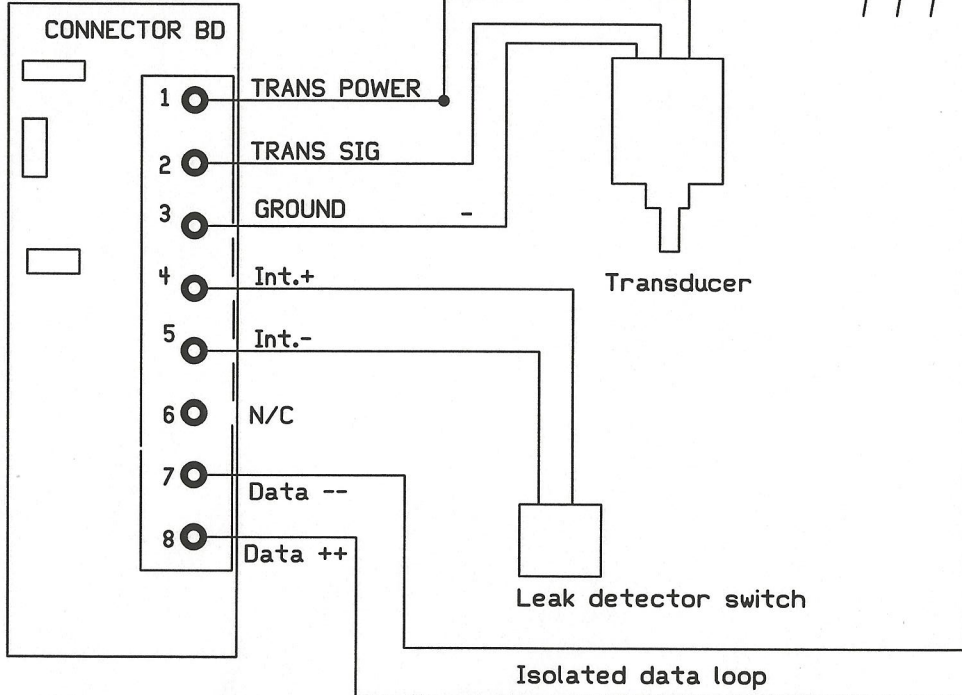 CONNECTOR BD
1 TRANS POWER
2 TRANS SIG
3 GROUND -
4 Int.+
5 Int.-
6 N/C
7 Data --
8 Data ++
Transducer
Leak detector switch
Isolated data loop